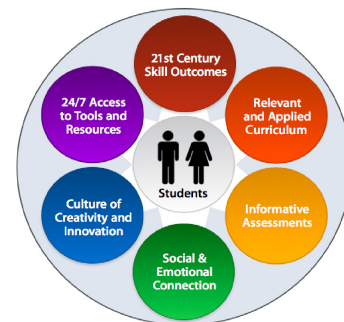 21st Century
Skill Outcomes
24/7 Access
to Tools and
Resources
Relevant
and Applied
Curriculum
Students
Culture of
Creativity and
Innovation
Informative
Assessments
Social &
Emotional
Connection